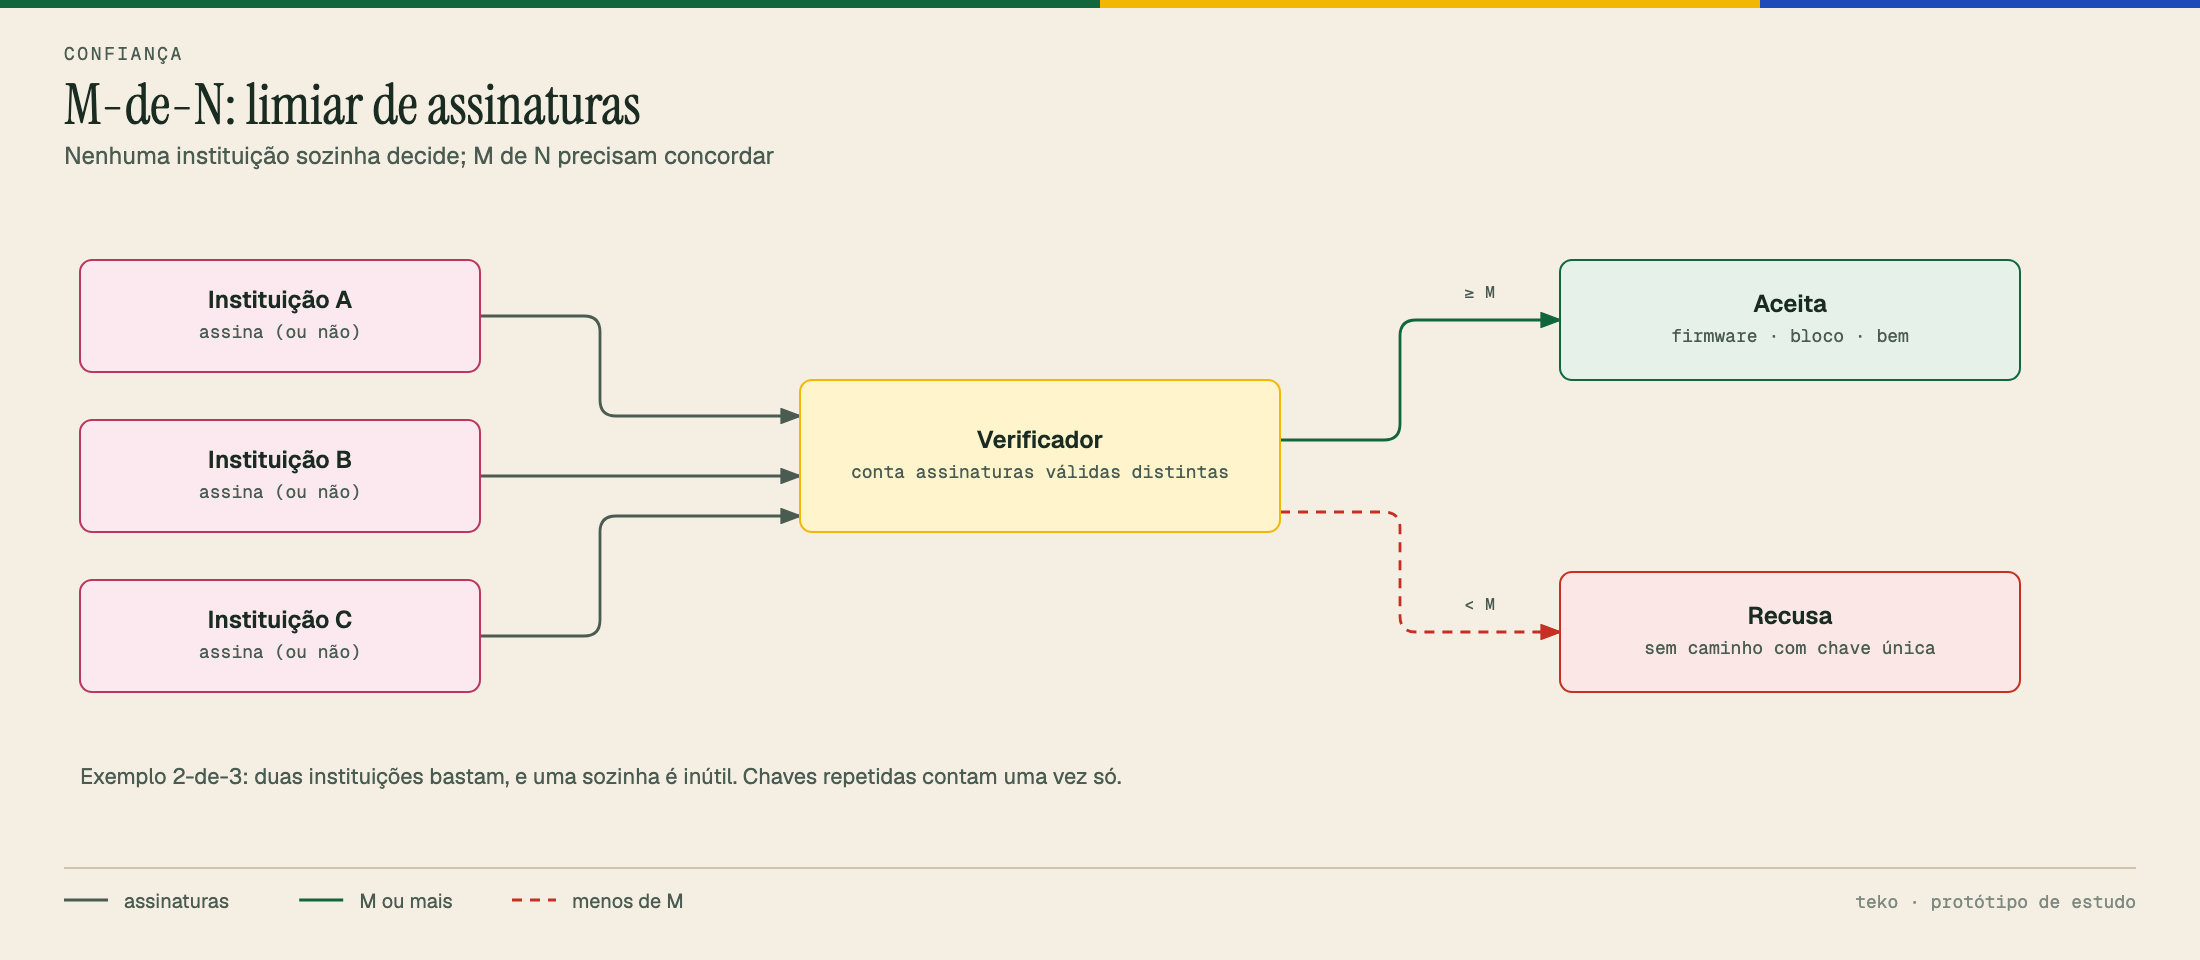 CONFIANÇA
M-de-N: limiar de assinaturas
Nenhuma instituição sozinha decide; M de N precisam concordar
Instituição A
assina (ou não)
Instituição B
assina (ou não)
Instituição C
assina (ou não)
Verificador
conta assinaturas válidas distintas
≥ M
Aceita
firmware · bloco · bem
< M
Recusa
sem caminho com chave única
Exemplo 2-de-3: duas instituições bastam, e uma sozinha é inútil. Chaves repetidas contam uma vez só.
assinaturas
M ou mais
menos de M
teko · protótipo de estudo